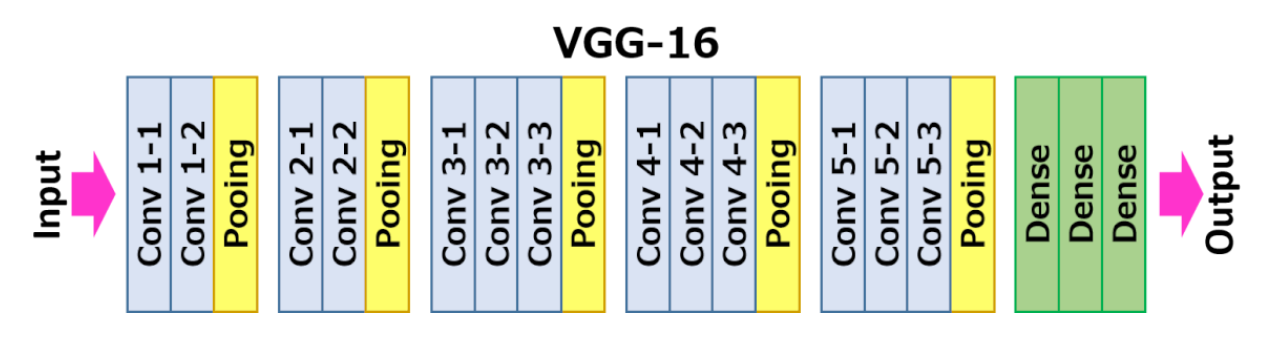 VGG-16
Input
Conv 1-1
Conv 1-2
Pooing
Conv 2-1
Conv 2-2
Pooing
Conv 3-1
Conv 3-2
Conv 3-3
Pooing
Conv 4-1
Conv 4-2
Conv 4-3
Pooing
Conv 5-1
Conv 5-2
Conv 5-3
Pooing
Dense
Dense
Dense
Output